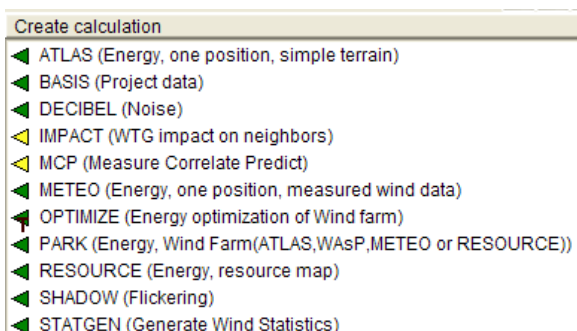 Create calculation
ATLAS (Energy, one position, simple terrain)
BASIS (Project data)
DECIBEL (Noise)
IMPACT (WTG impact on neighbors)
MCP (Measure Correlate Predict)
METEO (Energy, one position, measured wind data)
OPTIMIZE (Energy optimization of Wind farm)
PARK (Energy, Wind Farm(ATLAS,WAsP,METEO or RESOURCE))
RESOURCE (Energy, resource map)
SHADOW (Flickering)
STATGEN (Generate Wind Statistics)